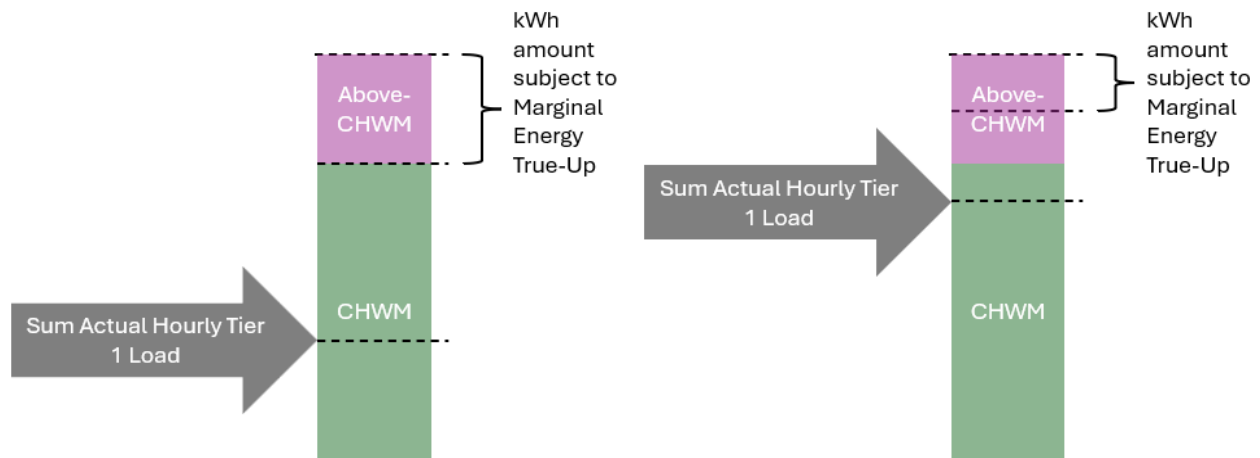 kWh
amount
subject to
Marginal
Energy
True-Up
Above-
CHWM
Sum Actual Hourly Tier
1 Load
CHWM
kWh
amount
subject to
Marginal
Energy
True-Up
Above-
CHWM
Sum Actual Hourly Tier
1 Load
CHWM